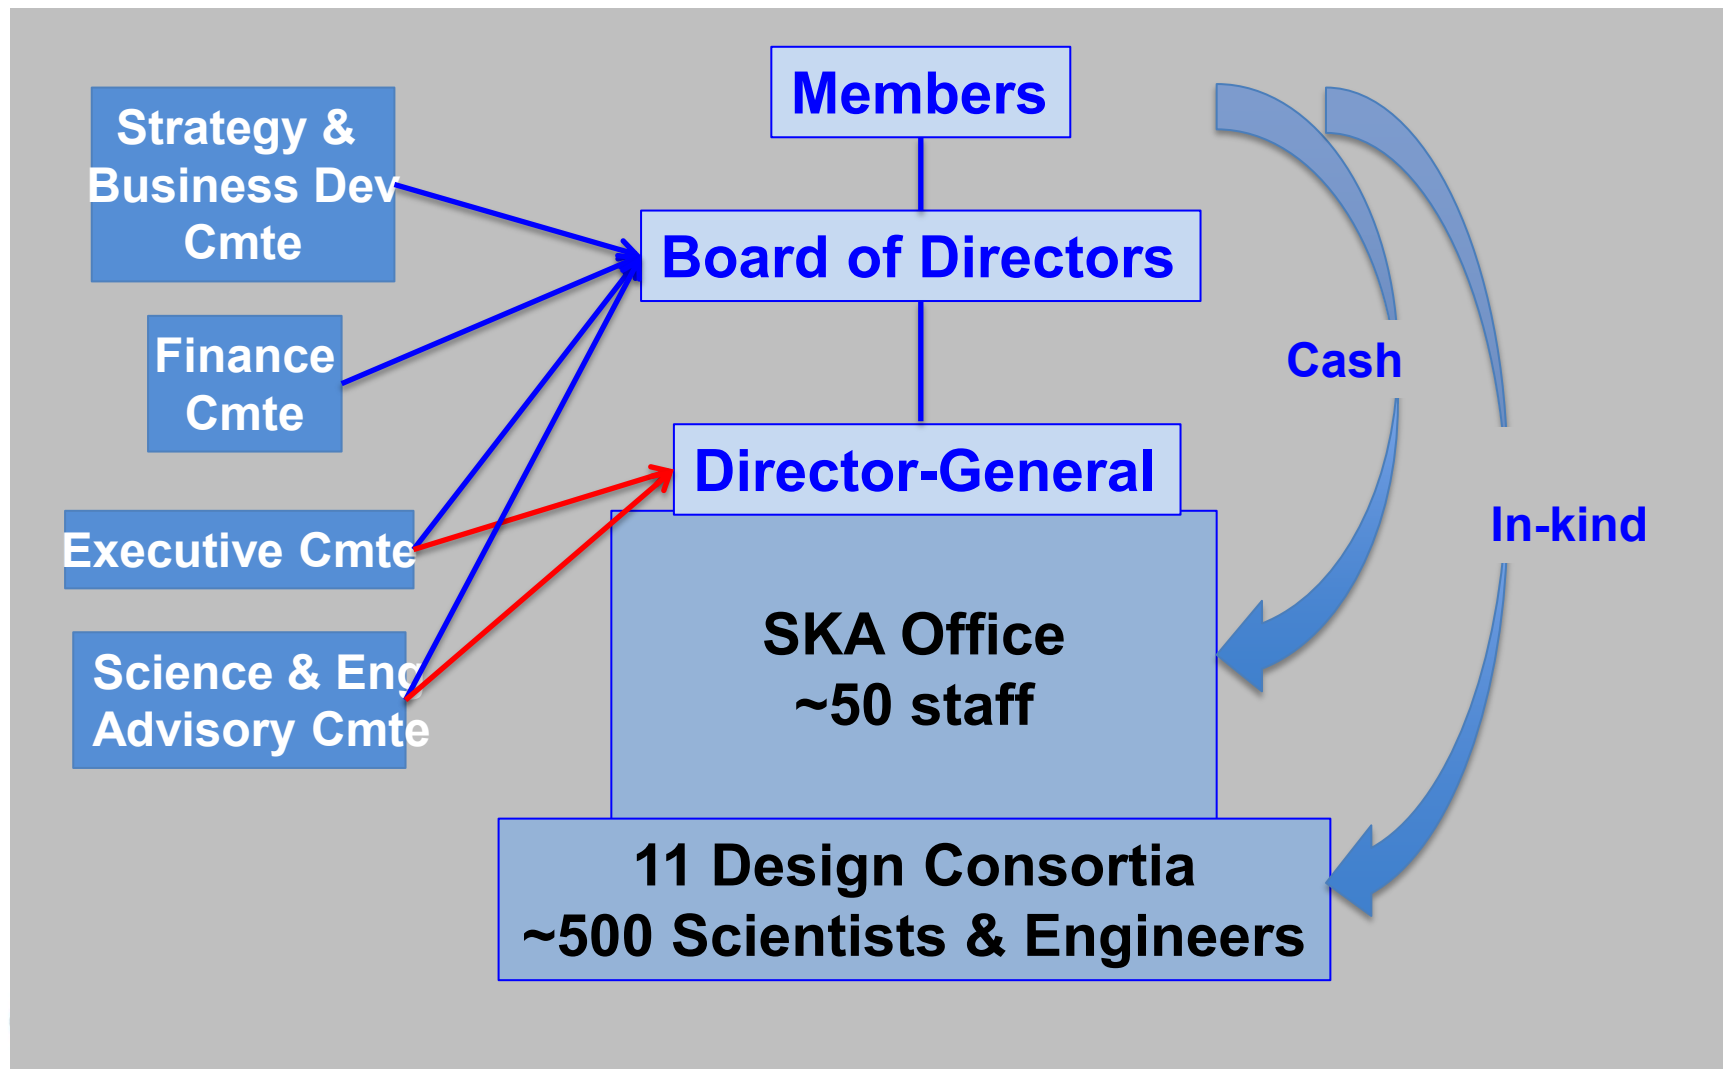 Members
Strategy &
Business Dev
Cmte
Board of Directors
Finance
Cmte
Cash
Director-General
In-kind
Executive Cmte
SKA Office
~50 staff
Science & Eng
Advisory Cmte
11 Design Consortia
~500 Scientists & Engineers